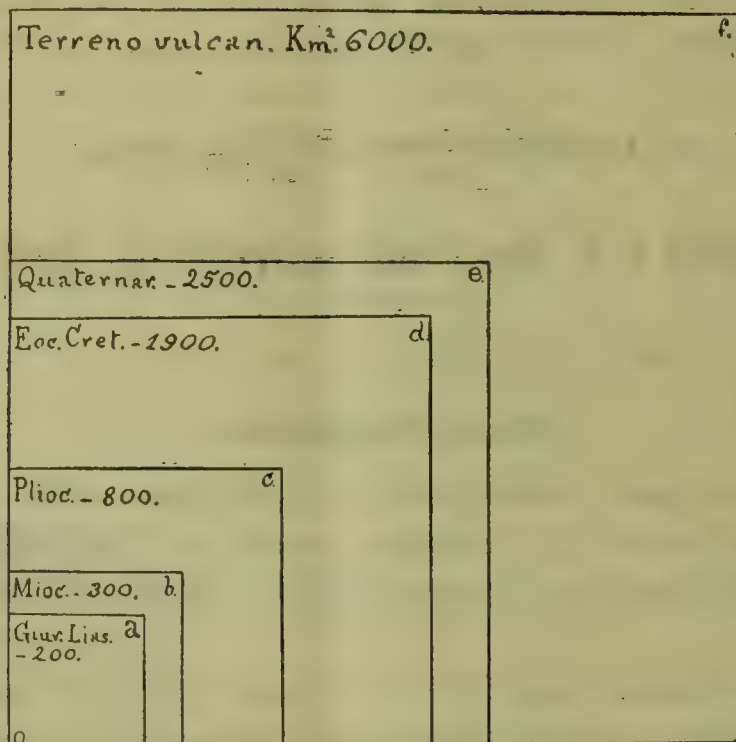 Terreno vulcan. Km². 6000. f.
Quaternar. - 2500. e.
Eoc. Cret. - 1900. d.
Plioc. - 800. c.
Mioc. - 300. b.
Giur. Lias. a
- 200.
O